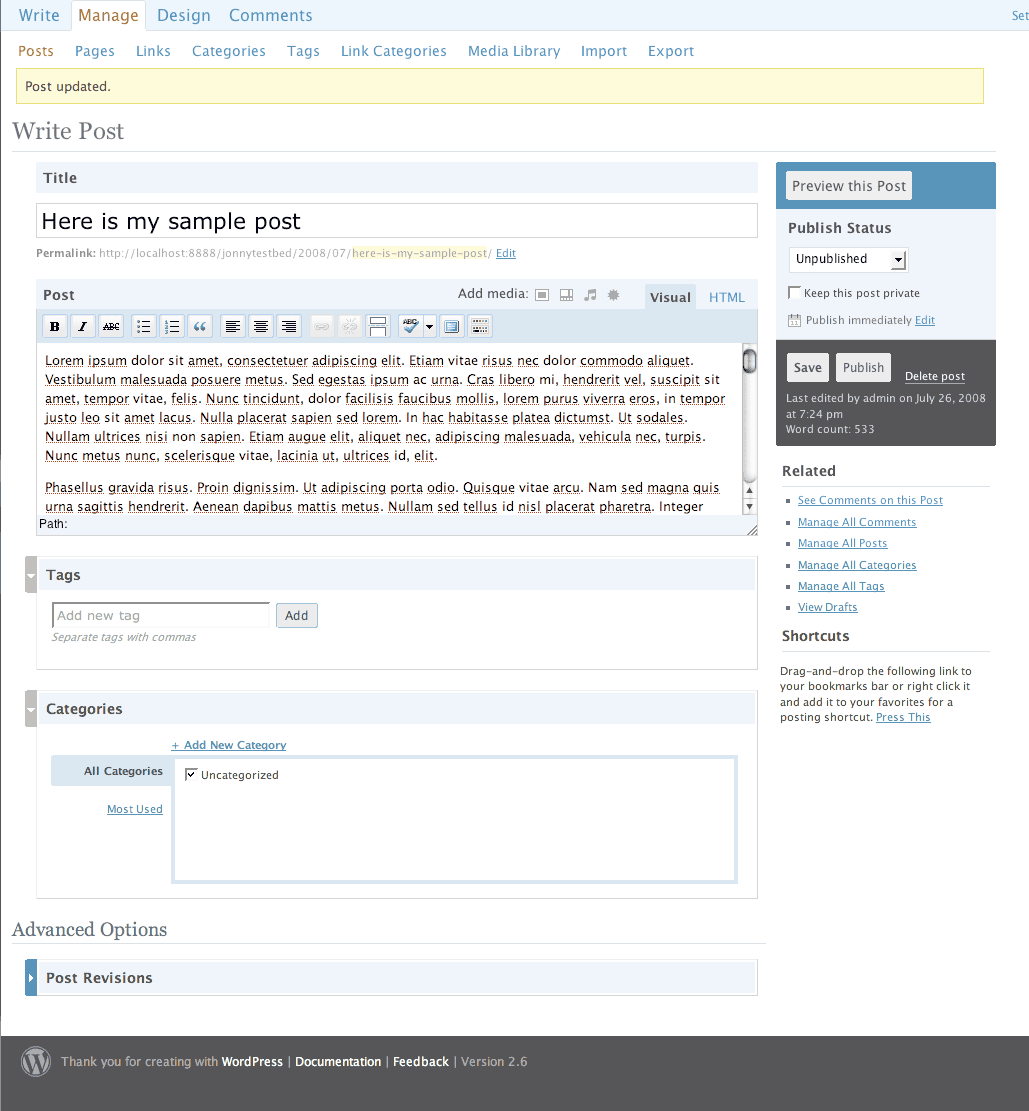 Write Manage Design Comments Set
Posts Pages Links Categories Tags Link Categories Media Library Import Export
Post updated.
Write Post
Title
Here is my sample post
Permalink: http://localhost:8888/jonnytestbed/2008/07/here-is-my-sample-post/ Edit
Post Add media: Visual HTML
B I ABC ABC
Lorem ipsum dolor sit amet, consectetuer adipiscing elit. Etiam vitae risus nec dolor commodo aliquet.
Vestibulum malesuada posuere metus. Sed egestas ipsum ac urna. Cras libero mi, hendrerit vel, suscipit sit
amet, tempor vitae, felis. Nunc tincidunt, dolor facilisis faucibus mollis, lorem purus viverra eros, in tempor
justo leo sit amet lacus. Nulla placerat sapien sed lorem. In hac habitasse platea dictumst. Ut sodales.
Nullam ultrices nisi non sapien. Etiam augue elit, aliquet nec, adipiscing malesuada, vehicula nec, turpis.
Nunc metus nunc, scelerisque vitae, lacinia ut, ultrices id, elit.
Phasellus gravida risus. Proin dignissim. Ut adipiscing porta odio. Quisque vitae arcu. Nam sed magna quis
urna sagittis hendrerit. Aenean dapibus mattis metus. Nullam sed tellus id nisl placerat pharetra. Integer
Path:
Tags
Add new tag Add
Separate tags with commas
Categories
+ Add New Category
All Categories
Uncategorized
Most Used
Advanced Options
Post Revisions
Preview this Post
Publish Status
Unpublished
Keep this post private
Publish immediately Edit
Save Publish Delete post
Last edited by admin on July 26, 2008
at 7:24 pm
Word count: 533
Related
See Comments on this Post
Manage All Comments
Manage All Posts
Manage All Categories
Manage All Tags
View Drafts
Shortcuts
Drag-and-drop the following link to
your bookmarks bar or right click it
and add it to your favorites for a
posting shortcut. Press This
Thank you for creating with WordPress | Documentation | Feedback | Version 2.6